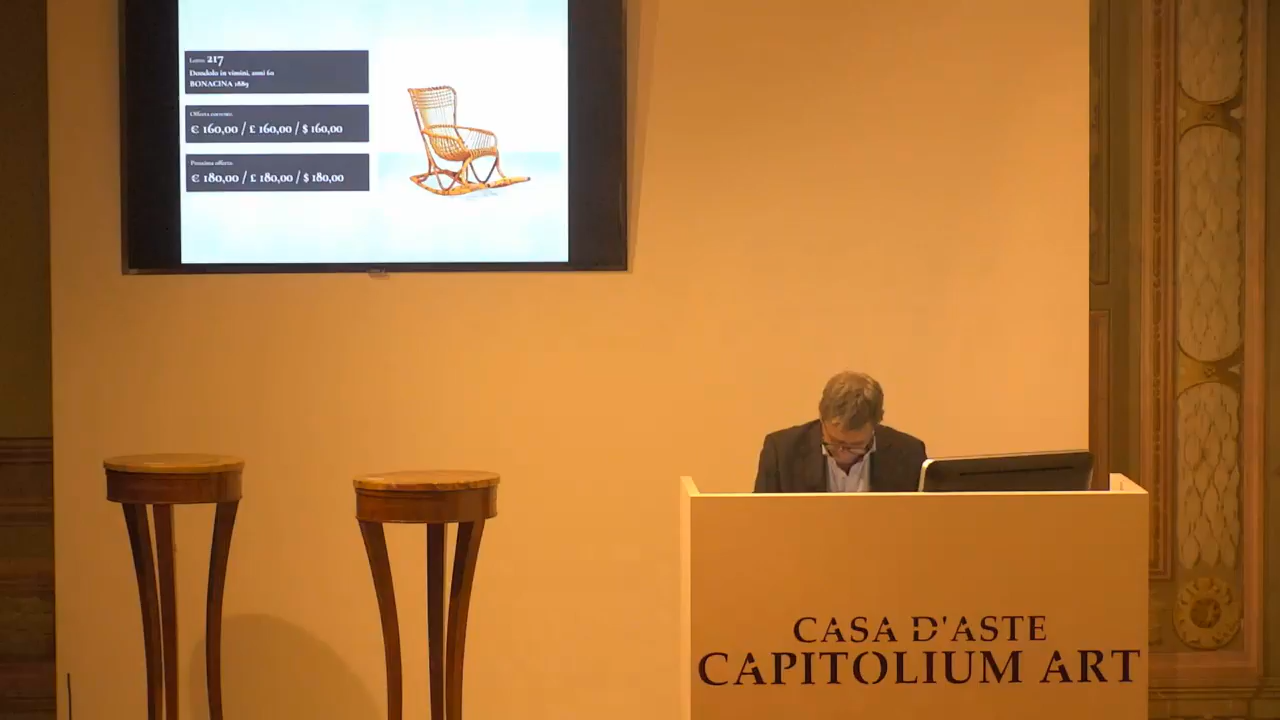 Lotto: 217
Dondolo in vimini, anni 60
BONACINA 1889
Offerta corrente:
€ 160,00 / £ 160,00 / $ 160,00
Prossima offerta:
€ 180,00 / £ 180,00 / $ 180,00
CASA D'ASTE
CAPITOLIUM ART